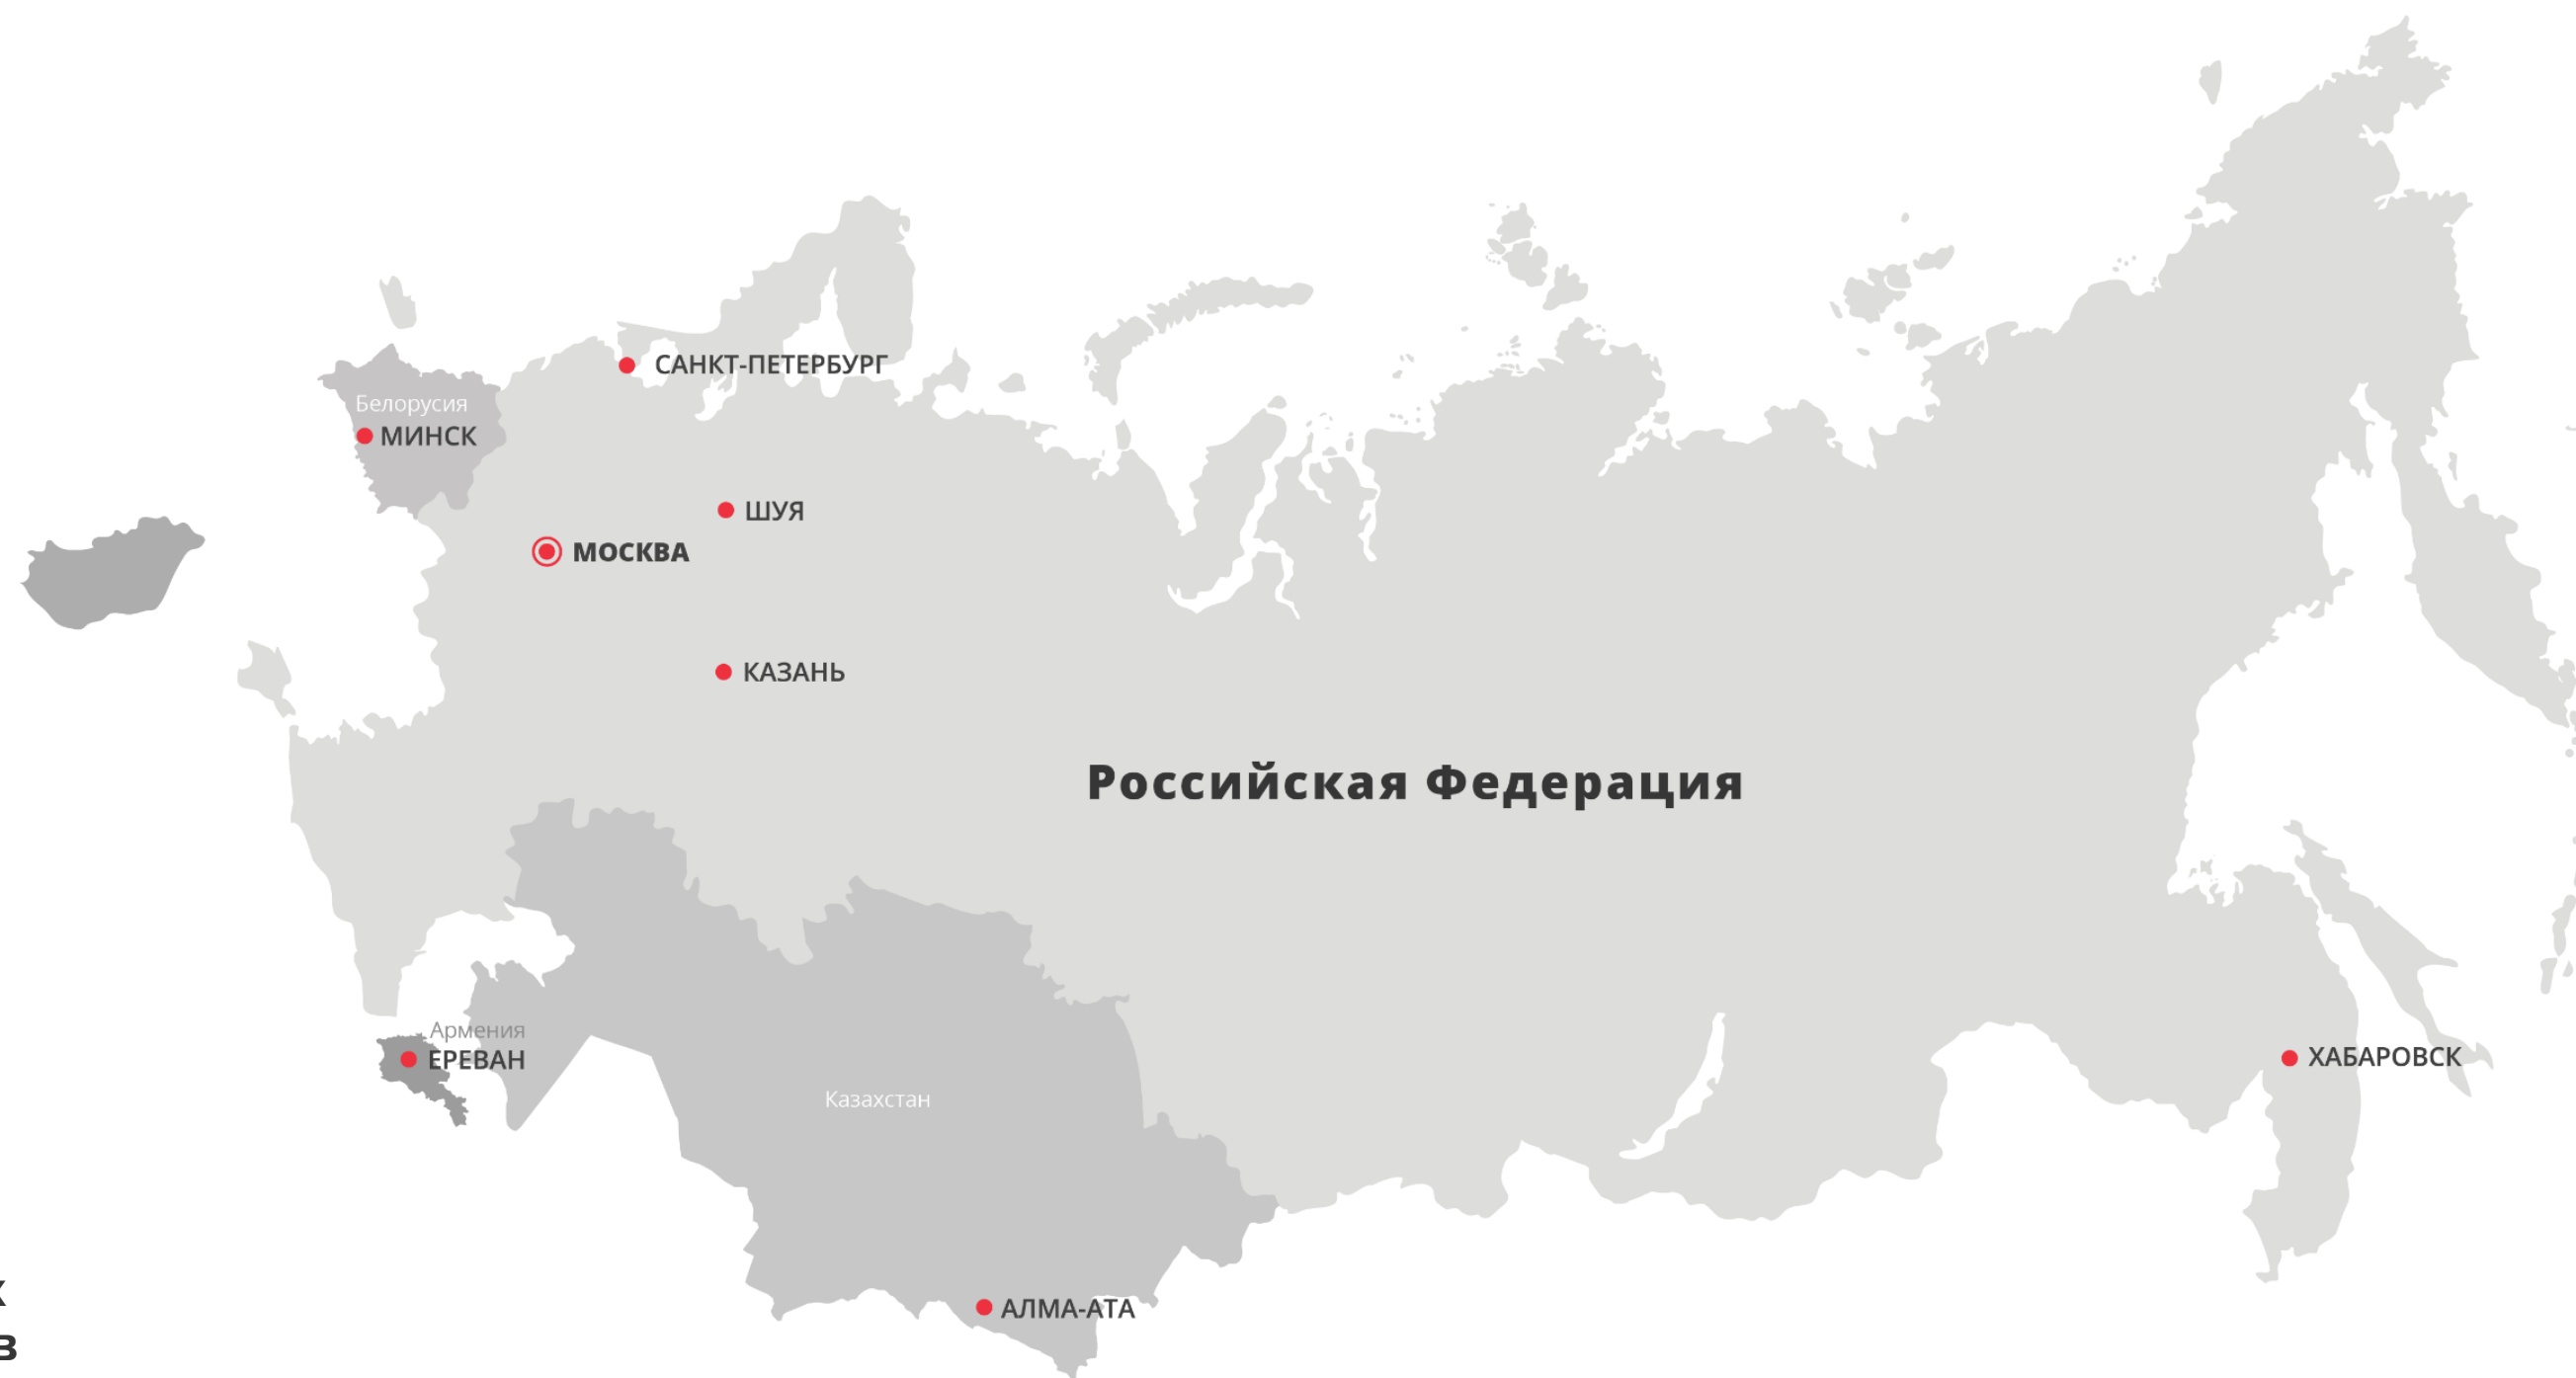 САНКТ-ПЕТЕРБУРГ
Белорусия
МИНСК
ШУЯ
МОСКВА
КАЗАНЬ
Российская Федерация
Армения
ЕРЕВАН
ХАБАРОВСК
Казахстан
АЛМА-АТА